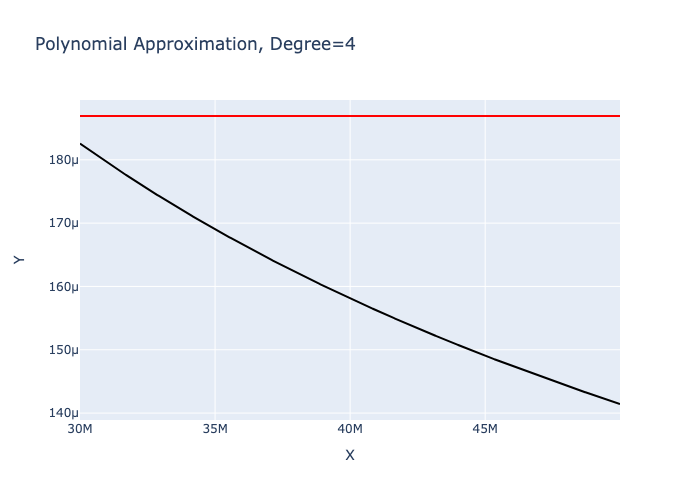 Polynomial Approximation, Degree=4
180μ
170μ
160μ
150μ
140μ
Y
30M 35M 40M 45M
X